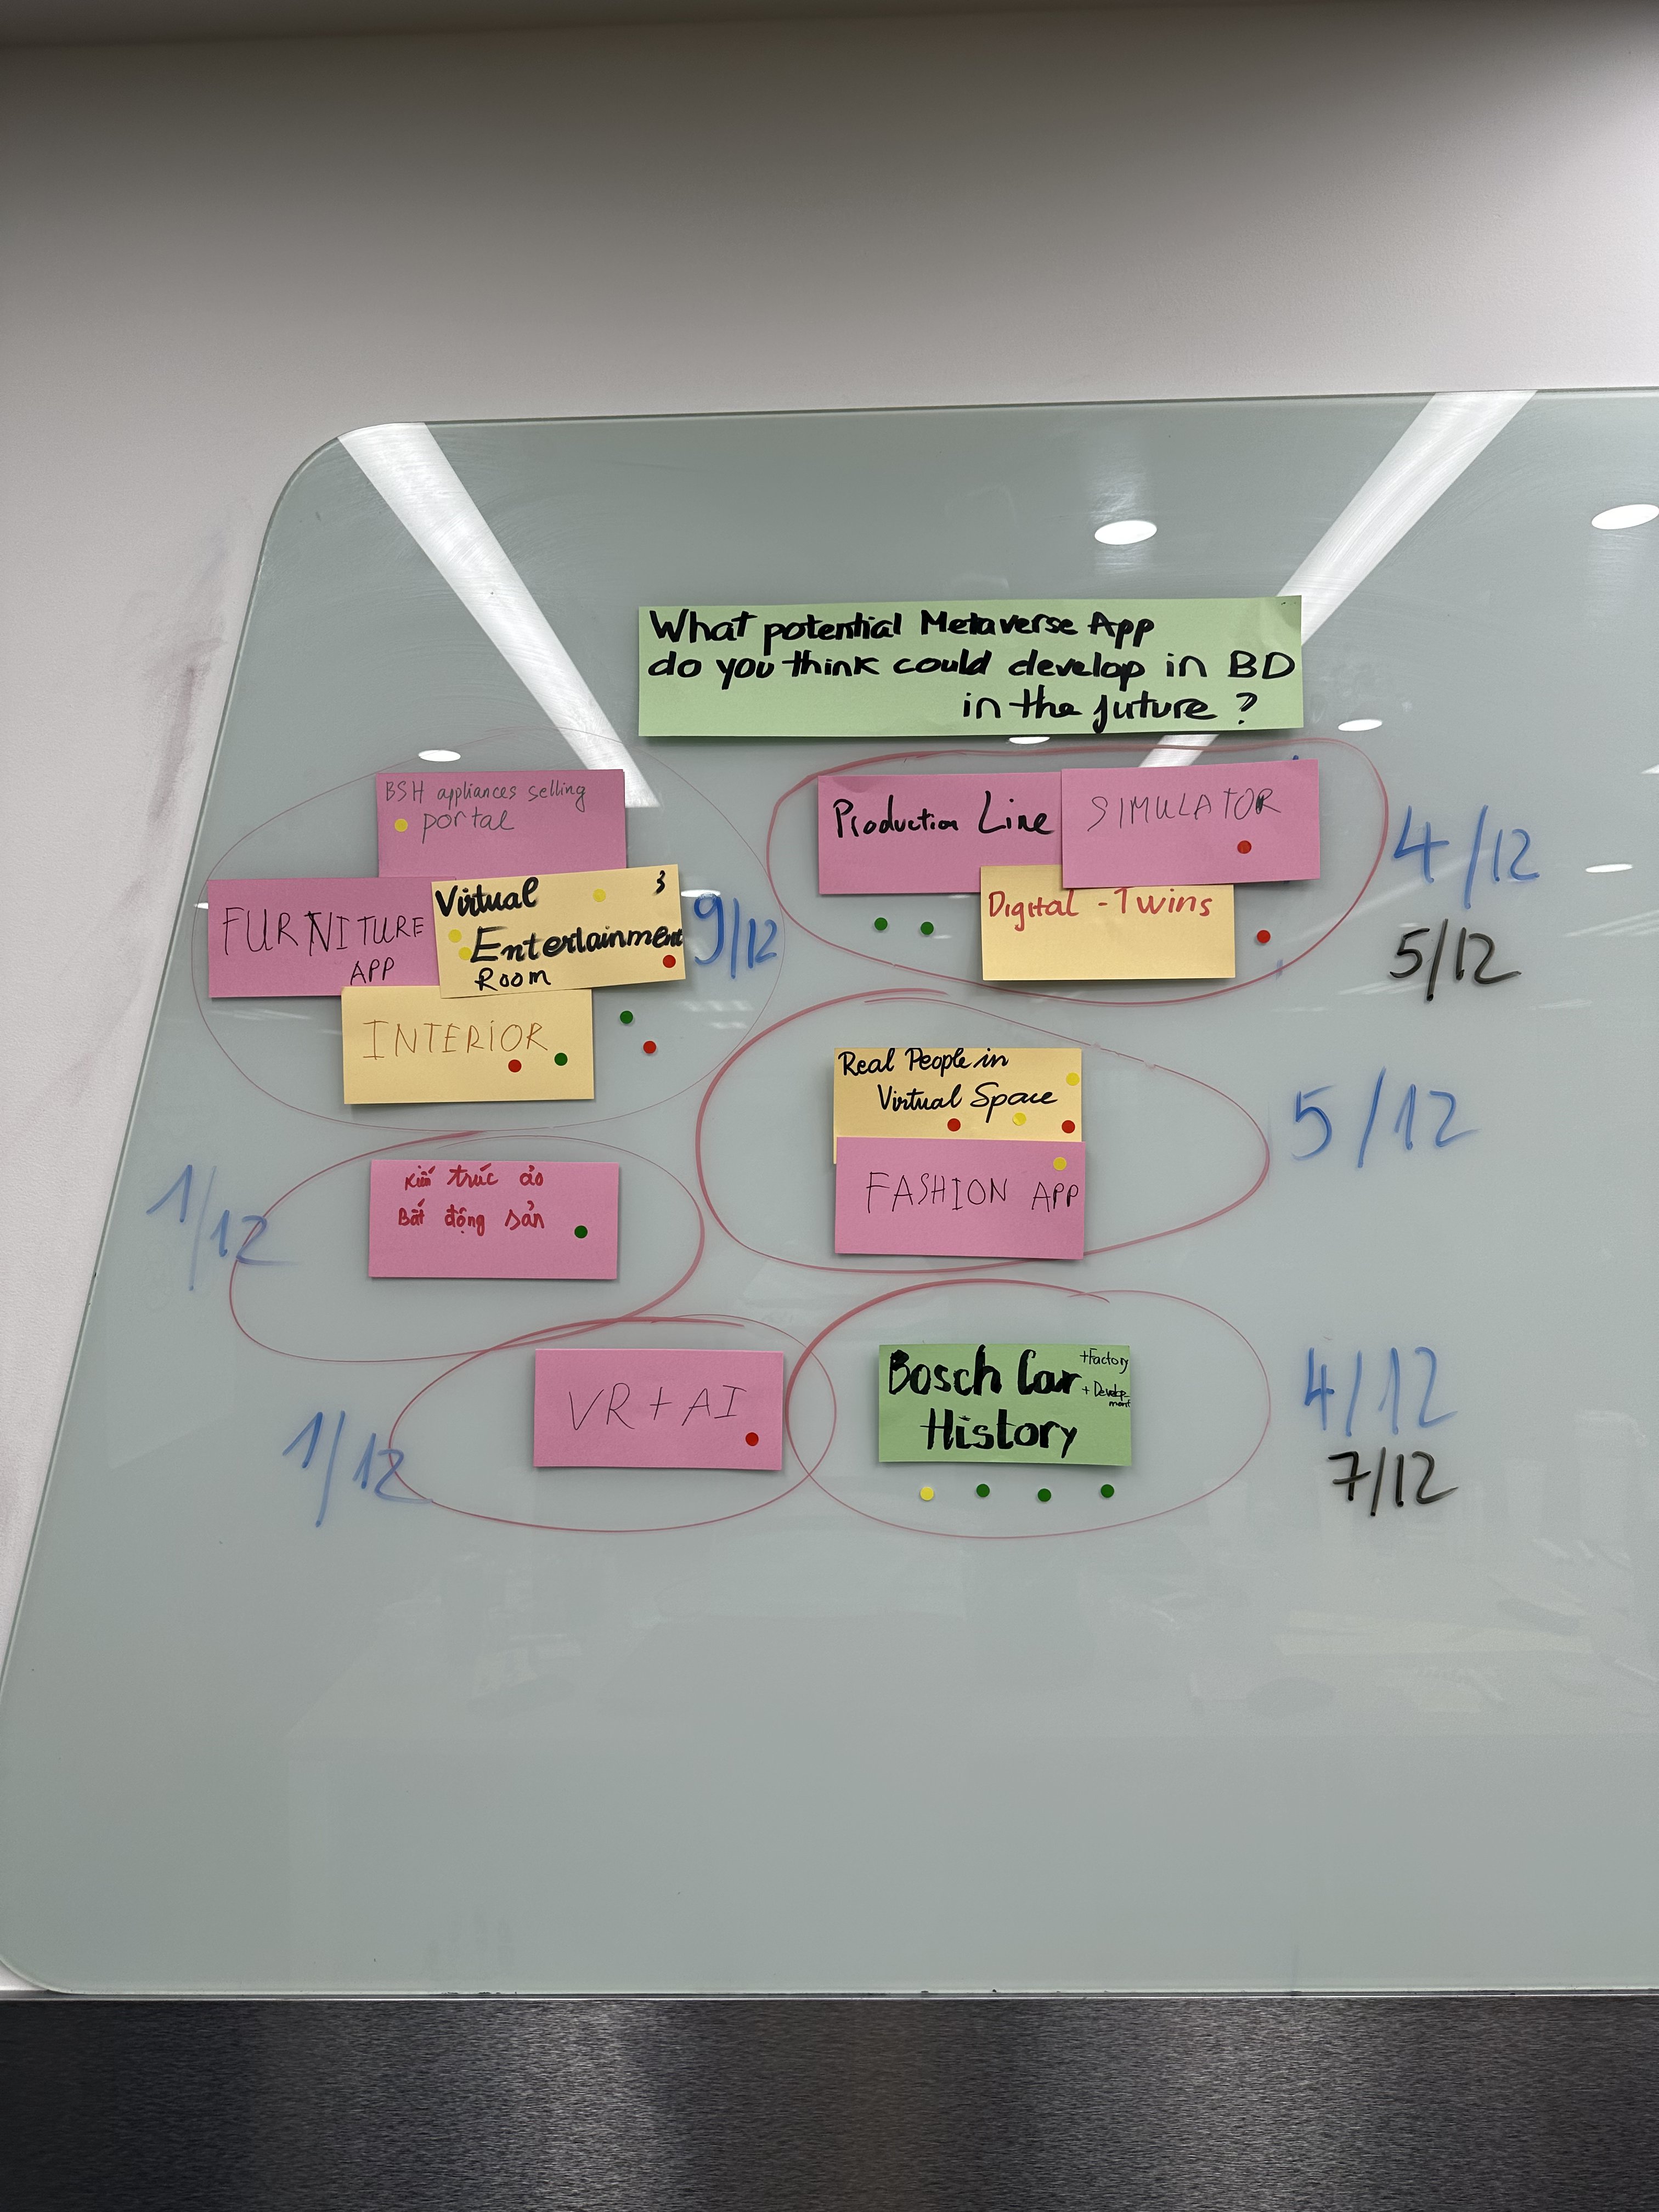 What potential Metaverse App
do you think could develop in BD
in the future ?
BSH appliances selling
portal
FURNITURE
APP
Virtual
Entertainment
Room
9/12
INTERIOR
Production Line
SIMULATOR
Digital - Twins
4/12
5/12
Real People in
Virtual Space
FASHION APP
5/12
Kiến trúc ảo
Bất động sản
1/12
VR + AI
1/12
Bosch Car
History
+Factory
+ Develop-
ment
4/12
7/12